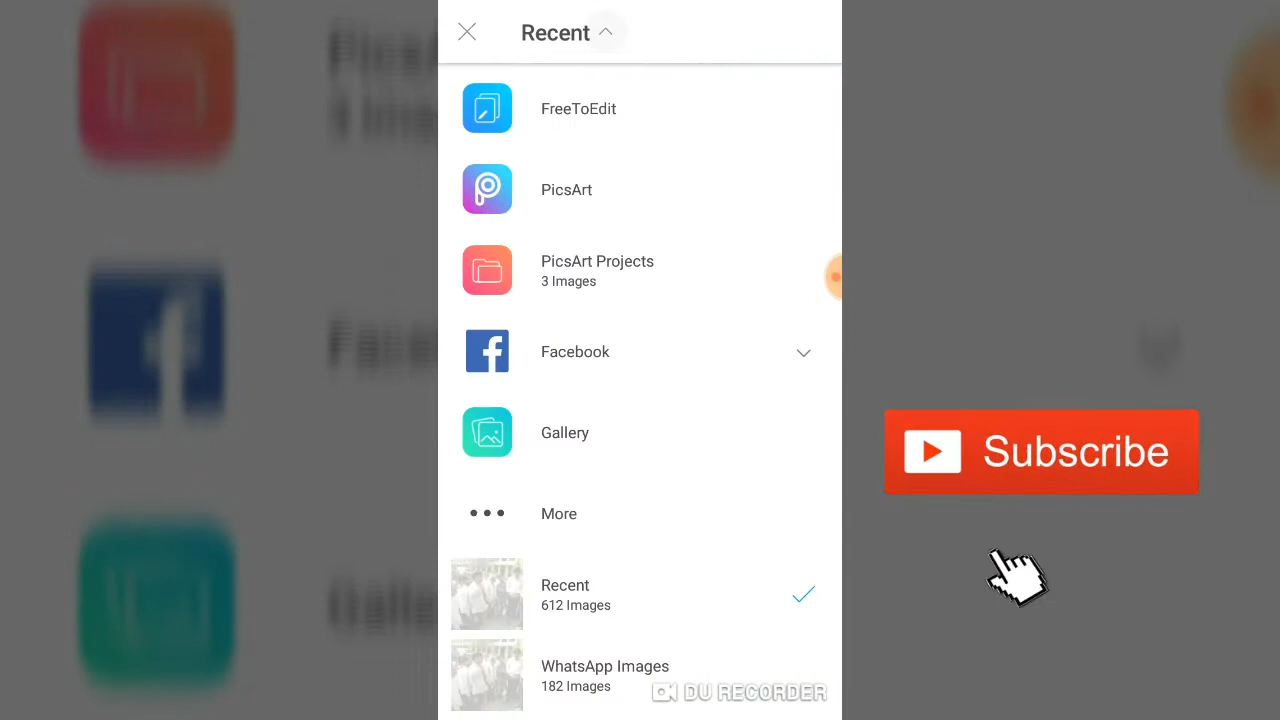 Recent
FreeToEdit
PicsArt
PicsArt Projects
3 Images
Facebook
Gallery
More
Recent
612 Images
WhatsApp Images
182 Images
DU RECORDER
Subscribe